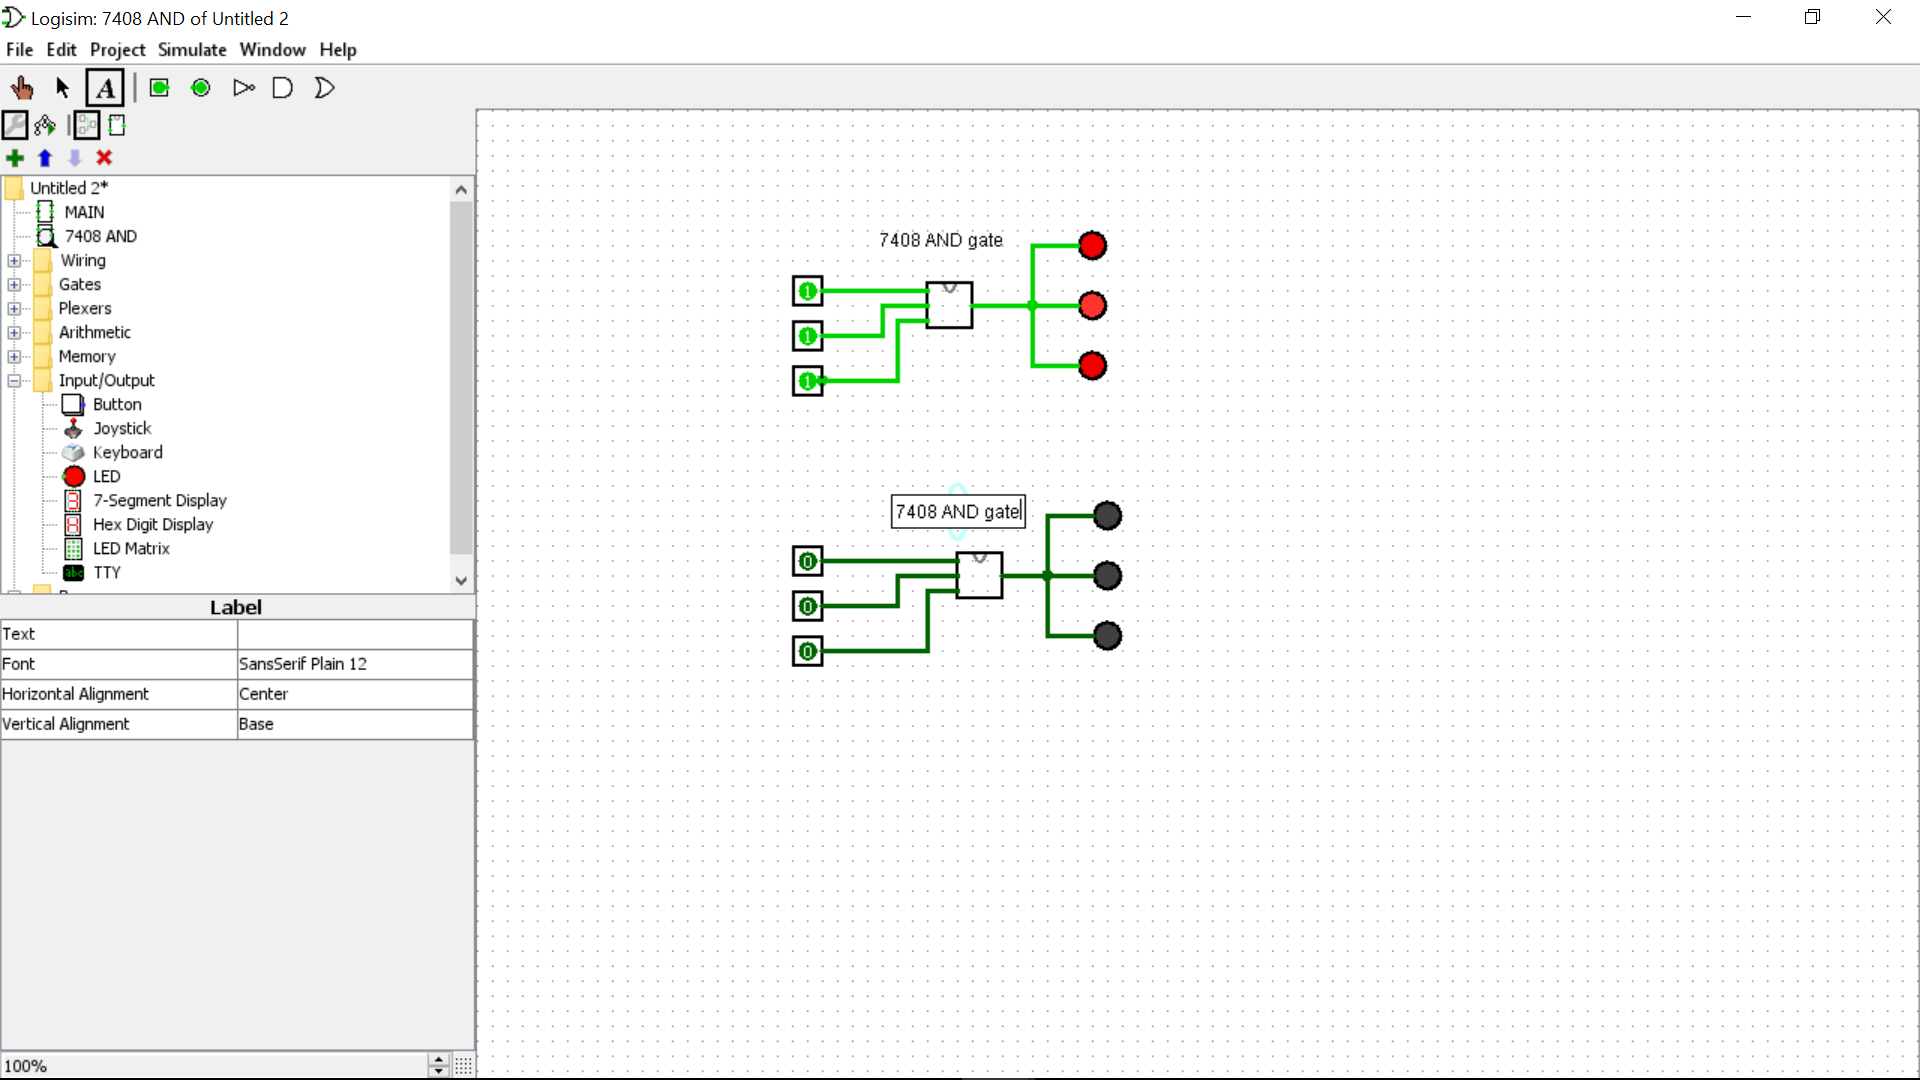 Logisim: 7408 AND of Untitled 2
File Edit Project Simulate Window Help
A
Untitled 2*
MAIN
7408 AND
Wiring
Gates
Plexers
Arithmetic
Memory
Input/Output
Button
Joystick
Keyboard
LED
7-Segment Display
Hex Digit Display
LED Matrix
abc TTY
Label
Text
Font SansSerif Plain 12
Horizontal Alignment Center
Vertical Alignment Base
100%
7408 AND gate
1
1
1
7408 AND gate
0
0
0